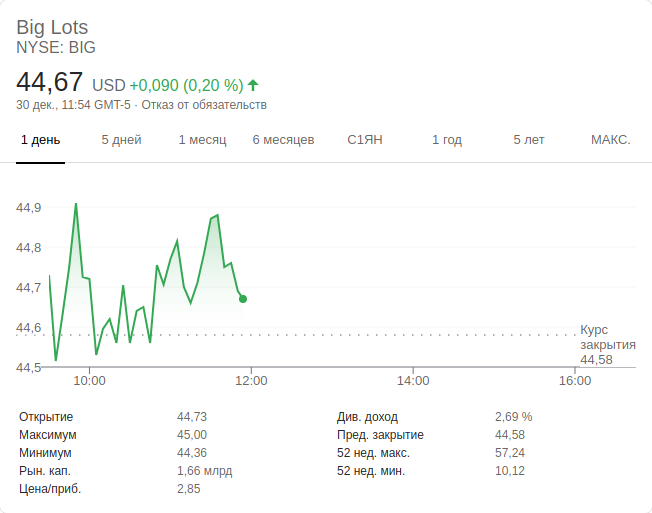 Big Lots
NYSE: BIG
44,67 USD +0,090 (0,20 %)
30 дек., 11:54 GMT-5 · Отказ от обязательств
1 день 5 дней 1 месяц 6 месяцев С1ЯН 1 год 5 лет МАКС.
44,9
44,8
44,7
44,6
44,5
Курс
закрытия
44,58
10:00 12:00 14:00 16:00
Открытие 44,73 Див. доход 2,69 %
Максимум 45,00 Пред. закрытие 44,58
Минимум 44,36 52 нед. макс. 57,24
Рын. кап. 1,66 млрд 52 нед. мин. 10,12
Цена/приб. 2,85